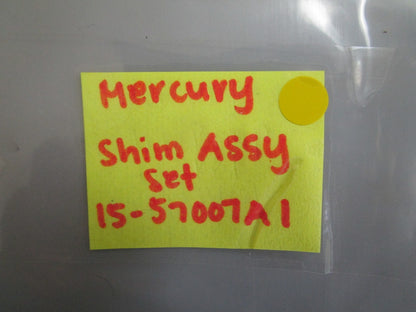 Mercury
Shim Assy
Set
15-57007A1